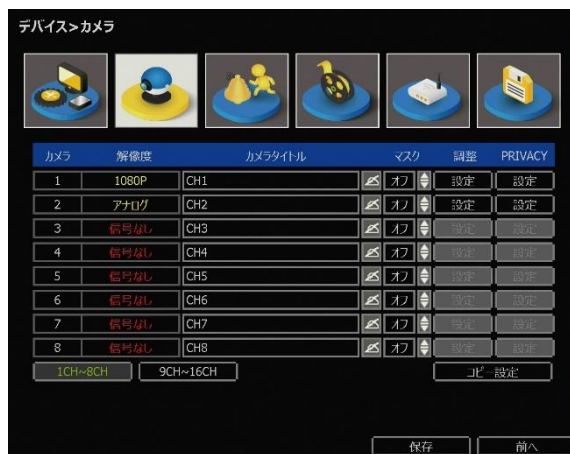 デバイス>カメラ
カメラ 解像度 カメラタイトル マスク 調整 PRIVACY
1 1080P CH1 オフ 設定 設定
2 アナログ CH2 オフ 設定 設定
3 信号なし CH3 オフ 設定 設定
4 信号なし CH4 オフ 設定 設定
5 信号なし CH5 オフ 設定 設定
6 信号なし CH6 オフ 設定 設定
7 信号なし CH7 オフ 設定 設定
8 信号なし CH8 オフ 設定 設定
1CH~8CH 9CH~16CH コピー設定
保存 前へ